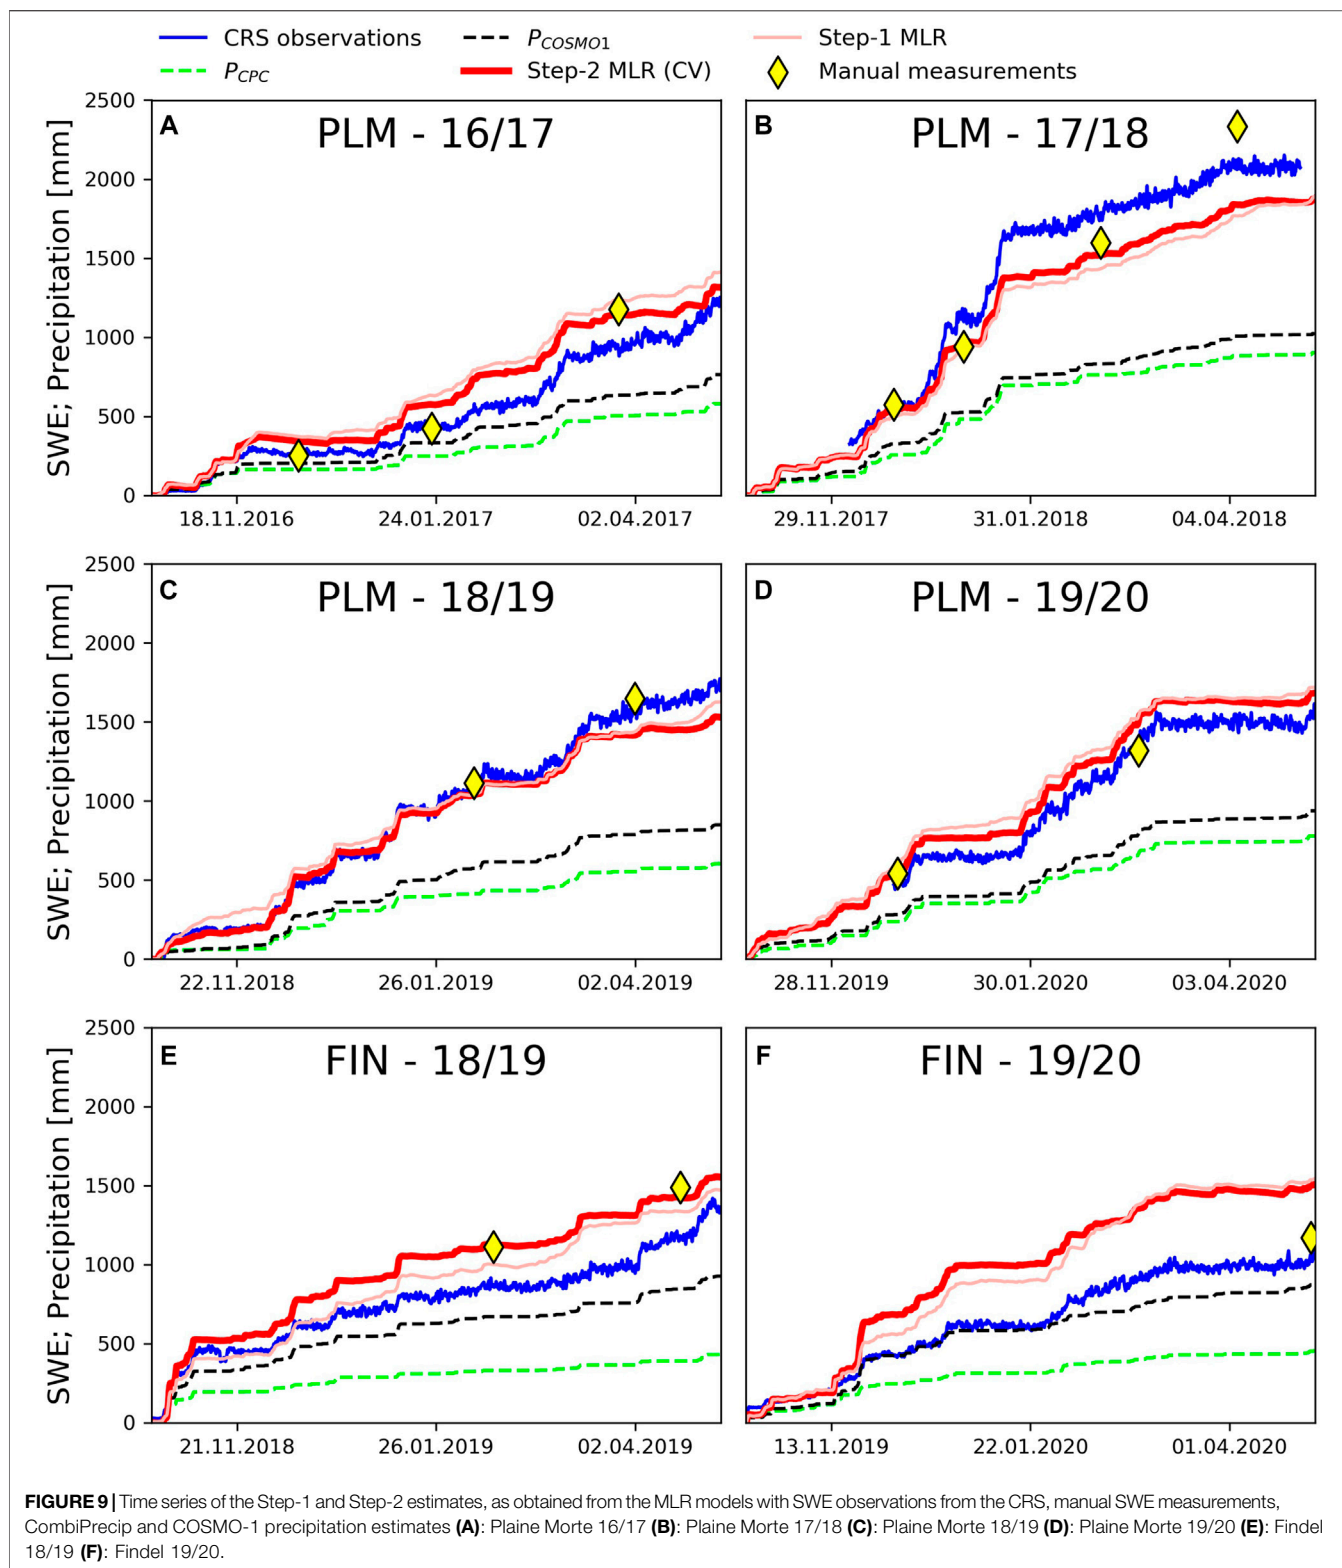 CRS observations
P_CPC
P_COSMO1
Step-2 MLR (CV)
Step-1 MLR
Manual measurements
SWE; Precipitation [mm]
2500
2000
1500
1000
500
0
A
PLM - 16/17
18.11.2016 24.01.2017 02.04.2017
B
PLM - 17/18
29.11.2017 31.01.2018 04.04.2018
SWE; Precipitation [mm]
2500
2000
1500
1000
500
0
C
PLM - 18/19
22.11.2018 26.01.2019 02.04.2019
D
PLM - 19/20
28.11.2019 30.01.2020 03.04.2020
SWE; Precipitation [mm]
2500
2000
1500
1000
500
0
E
FIN - 18/19
21.11.2018 26.01.2019 02.04.2019
F
FIN - 19/20
13.11.2019 22.01.2020 01.04.2020
FIGURE 9 | Time series of the Step-1 and Step-2 estimates, as obtained from the MLR models with SWE observations from the CRS, manual SWE measurements,
CombiPrecip and COSMO-1 precipitation estimates (A): Plaine Morte 16/17 (B): Plaine Morte 17/18 (C): Plaine Morte 18/19 (D): Plaine Morte 19/20 (E): Findel
18/19 (F): Findel 19/20.